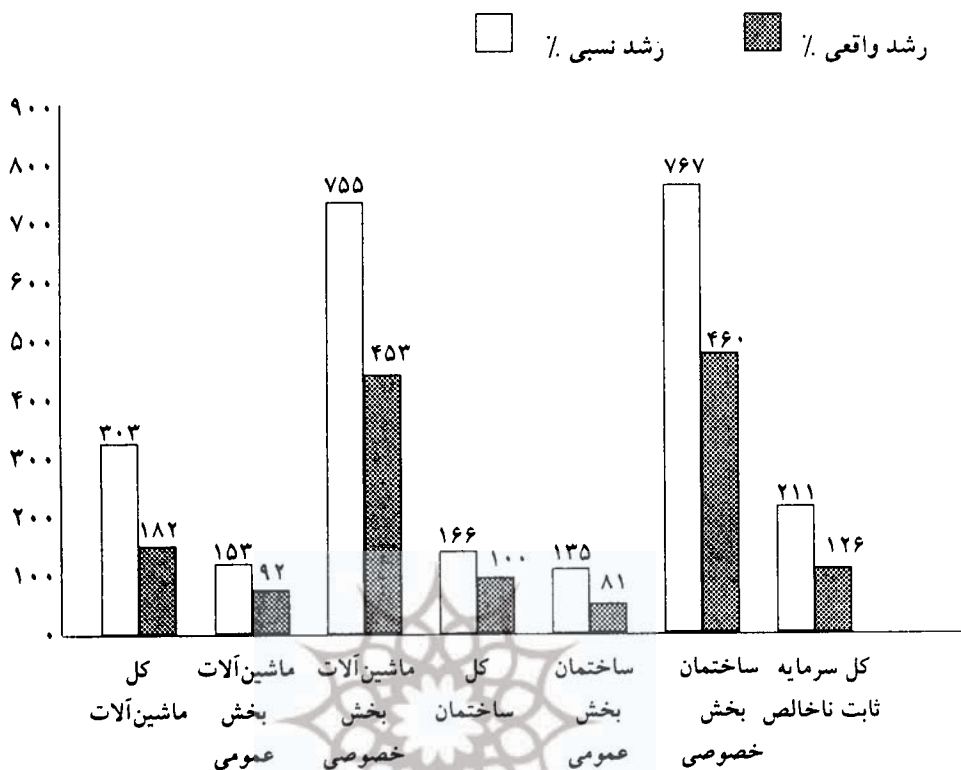 رشد واقعی ٪
رشد نسبی ٪
۹۰۰
۸۰۰
۷۰۰
۶۰۰
۵۰۰
۴۰۰
۳۰۰
۲۰۰
۱۰۰
۰
۳۰۳
۱۸۲
۱۵۳
۹۲
۷۵۵
۴۵۳
۱۶۶
۱۰۰
۱۳۵
۸۱
۷۶۷
۴۶۰
۲۱۱
۱۲۶
کل
ماشین‌آلات
ماشین‌آلات
بخش
عمومی
ماشین‌آلات
بخش
خصوصی
کل
ساختمان
ساختمان
بخش
عمومی
ساختمان
بخش
خصوصی
کل سرمایه
ثابت ناخالص